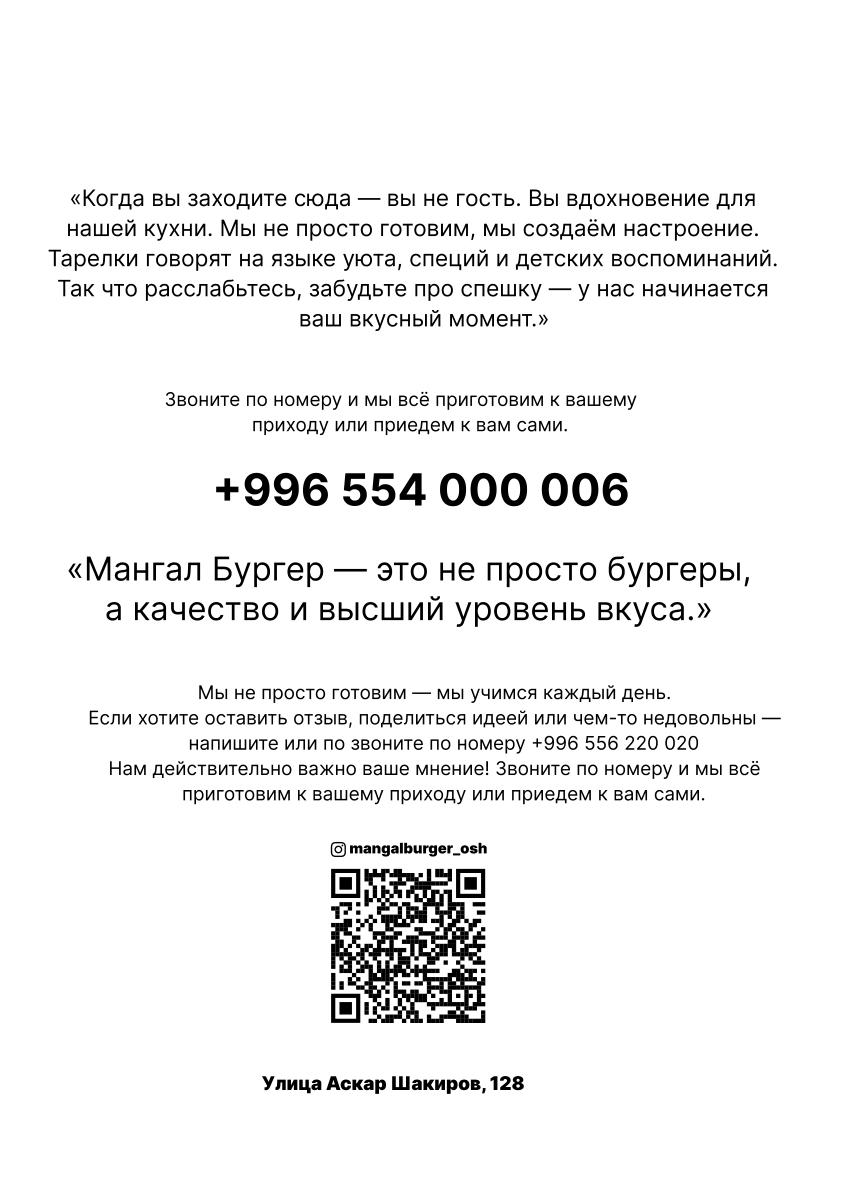 «Когда вы заходите сюда — вы не гость. Вы вдохновение для
нашей кухни. Мы не просто готовим, мы создаём настроение.
Тарелки говорят на языке уюта, специй и детских воспоминаний.
Так что расслабьтесь, забудьте про спешку — у нас начинается
ваш вкусный момент.»
Звоните по номеру и мы всё приготовим к вашему
приходу или приедем к вам сами.
+996 554 000 006
«Мангал Бургер — это не просто бургеры,
а качество и высший уровень вкуса.»
Мы не просто готовим — мы учимся каждый день.
Если хотите оставить отзыв, поделиться идеей или чем-то недовольны —
напишите или по звоните по номеру +996 556 220 020
Нам действительно важно ваше мнение! Звоните по номеру и мы всё
приготовим к вашему приходу или приедем к вам сами.
mangalburger_osh
Улица Аскар Шакиров, 128